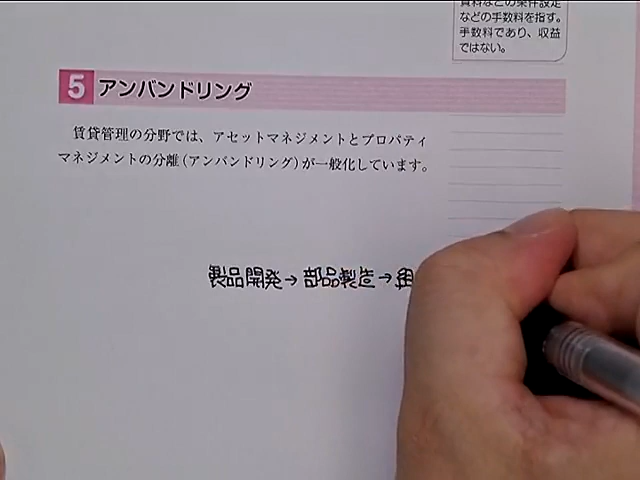 賃料などの条件設定
などの手数料を指す。
手数料であり、収益
ではない。
5 アンバンドリング
賃貸管理の分野では、アセットマネジメントとプロパティ
マネジメントの分離(アンバンドリング)が一般化しています。
製品開発→部品製造→組